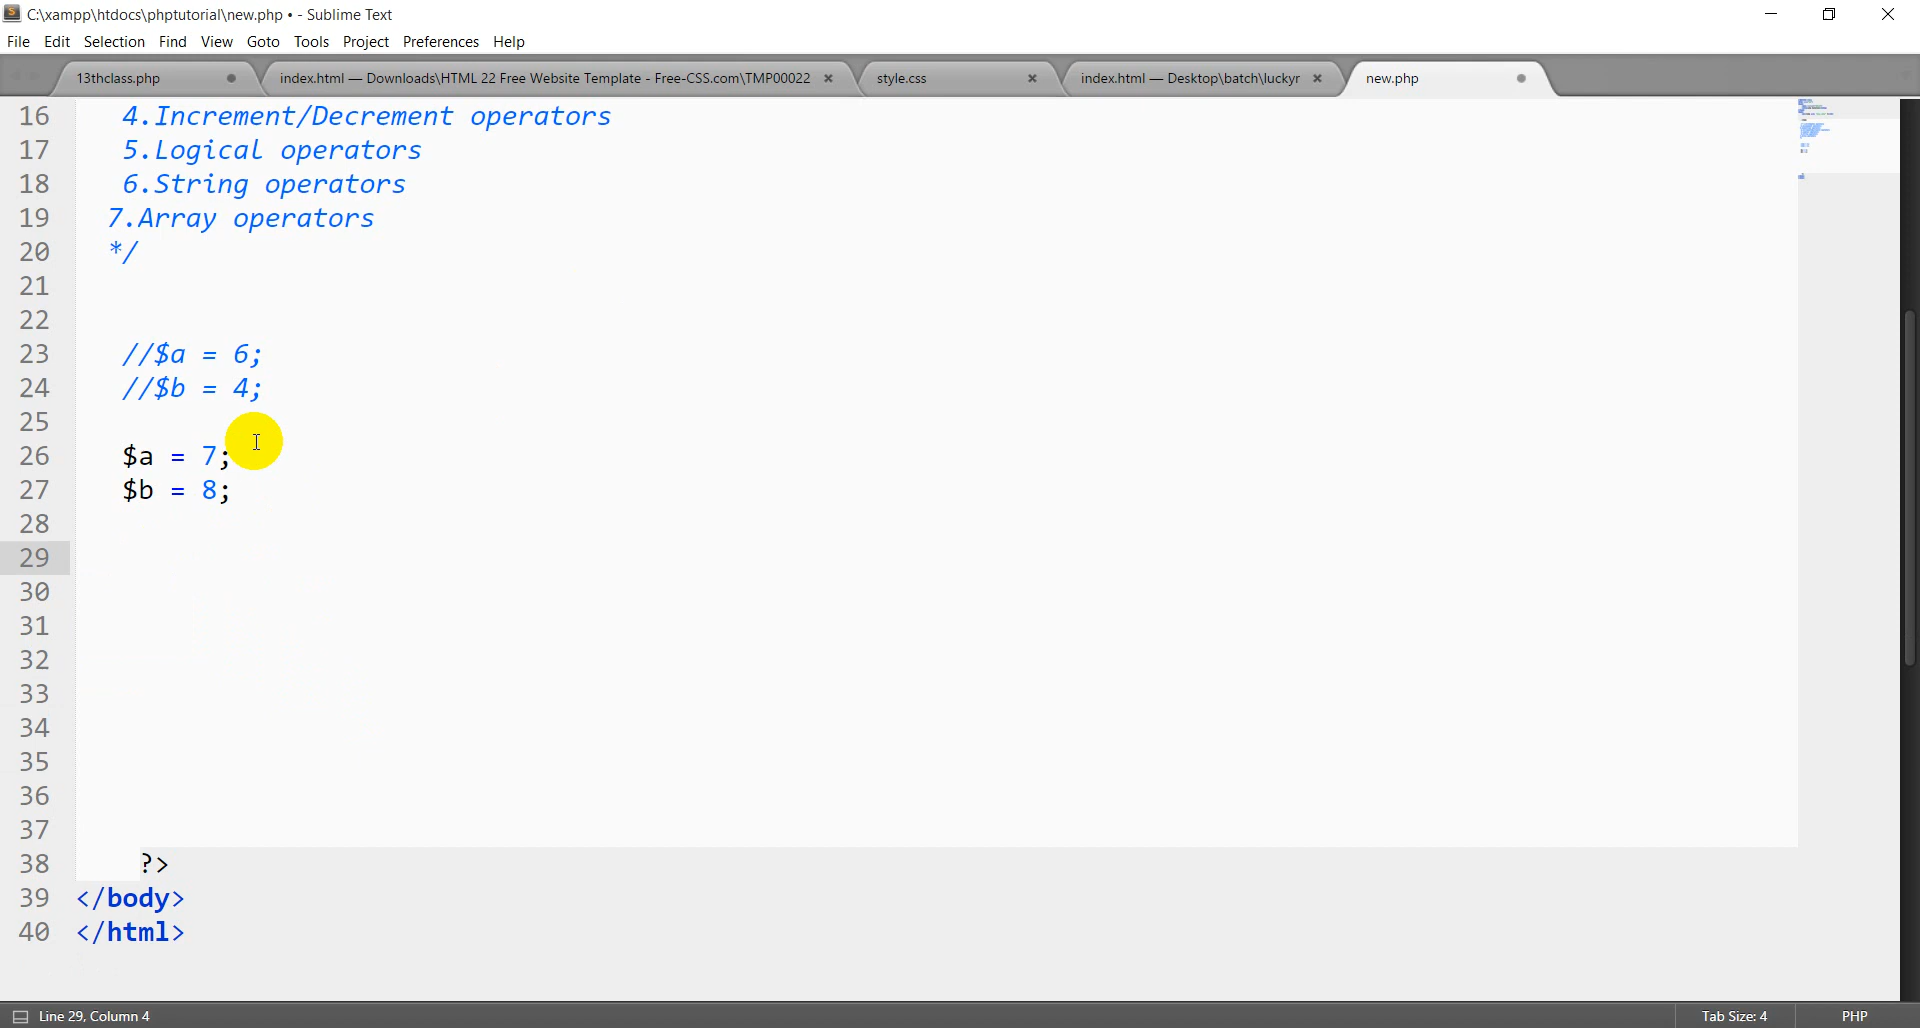 C:\xampp\htdocs\phptutorial\new.php • - Sublime Text
File Edit Selection Find View Goto Tools Project Preferences Help
13thclass.php index.html — Downloads\HTML 22 Free Website Template - Free-CSS.com\TMP00022 style.css index.html — Desktop\batch\luckyr new.php
16 4.Increment/Decrement operators
17 5.Logical operators
18 6.String operators
19 7.Array operators
20 */
21
22
23 //$a = 6;
24 //$b = 4;
25
26 $a = 7;
27 $b = 8;
28
29
30
31
32
33
34
35
36
37
38 ?>
39 </body>
40 </html>
Line 29, Column 4 Tab Size: 4 PHP